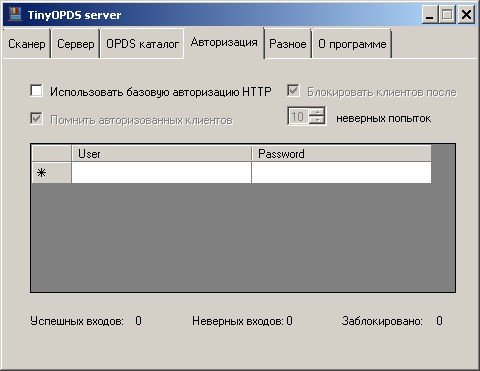 TinyOPDS server
Сканер Сервер OPDS каталог Авторизация Разное О программе
Использовать базовую авторизацию HTTP Блокировать клиентов после
Помнить авторизованных клиентов 10 неверных попыток
User Password
Успешных входов: 0 Неверных входов: 0 Заблокировано: 0